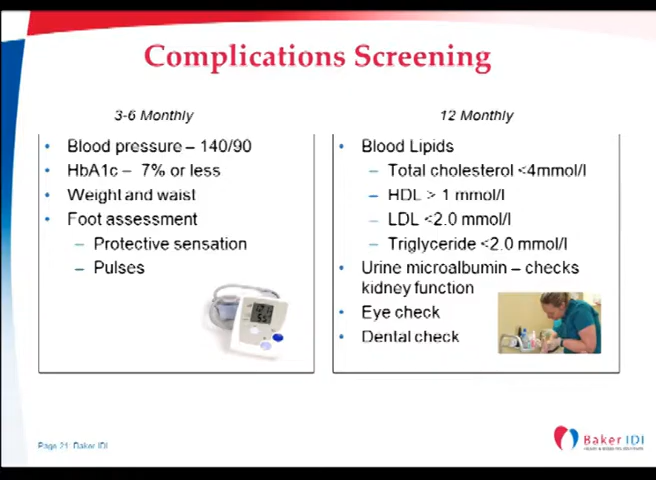 Complications Screening
3-6 Monthly
• Blood pressure – 140/90
• HbA1c – 7% or less
• Weight and waist
• Foot assessment
– Protective sensation
– Pulses
12 Monthly
• Blood Lipids
– Total cholesterol <4mmol/l
– HDL > 1 mmol/l
– LDL <2.0 mmol/l
– Triglyceride <2.0 mmol/l
• Urine microalbumin – checks
kidney function
• Eye check
• Dental check
Page 21 Baker IDI
Baker IDI